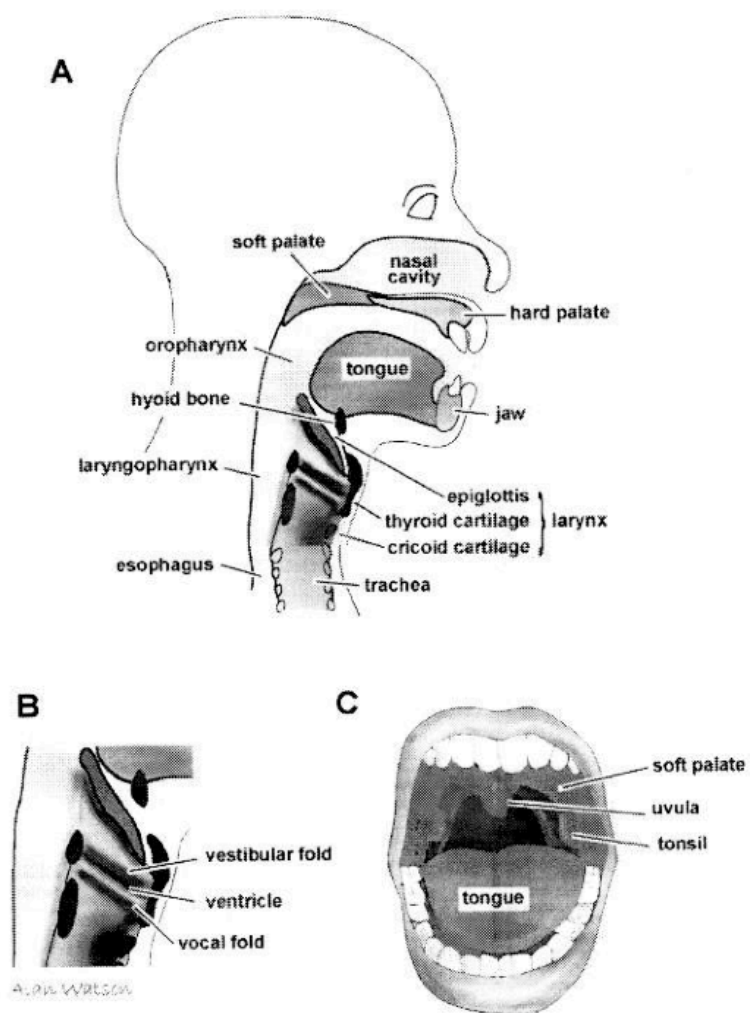 A
soft palate
nasal
cavity
hard palate
oropharynx
tongue
hyoid bone
jaw
laryngopharynx
epiglottis
thyroid cartilage
larynx
cricoid cartilage
esophagus
trachea
B
vestibular fold
ventricle
vocal fold
Alan Watson
C
soft palate
uvula
tonsil
tongue